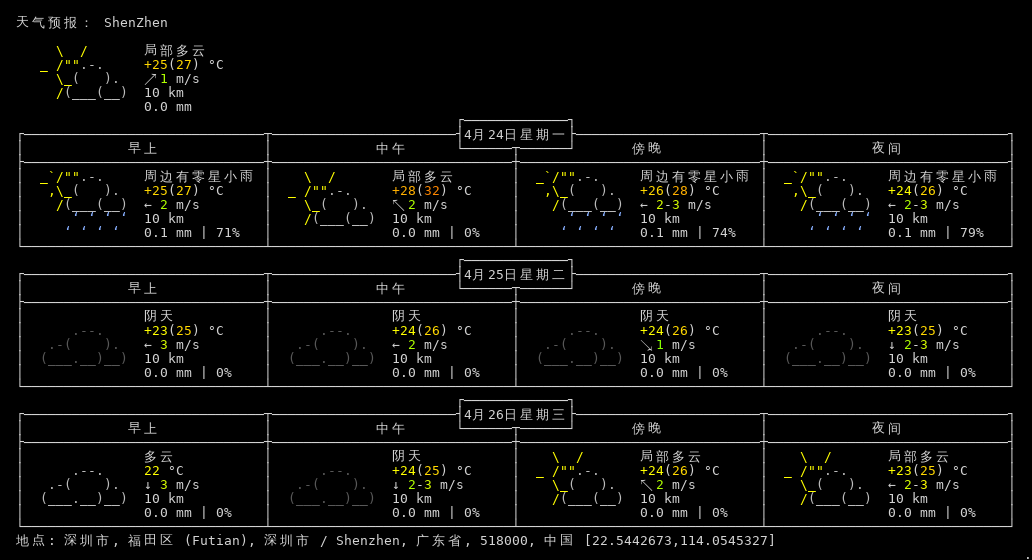 天气预报： ShenZhen
局部多云
+25(27) °C
↗1 m/s
10 km
0.0 mm
4月24日星期一
早上 中午 傍晚 夜间
周边有零星小雨 局部多云 周边有零星小雨 周边有零星小雨
+25(27) °C +28(32) °C +26(28) °C +24(26) °C
← 2 m/s ↖2 m/s ← 2-3 m/s ← 2-3 m/s
10 km 10 km 10 km 10 km
0.1 mm | 71% 0.0 mm | 0% 0.1 mm | 74% 0.1 mm | 79%
4月25日星期二
早上 中午 傍晚 夜间
阴天 阴天 阴天 阴天
+23(25) °C +24(26) °C +24(26) °C +23(25) °C
← 3 m/s ← 2 m/s ↘1 m/s ↓ 2-3 m/s
10 km 10 km 10 km 10 km
0.0 mm | 0% 0.0 mm | 0% 0.0 mm | 0% 0.0 mm | 0%
4月26日星期三
早上 中午 傍晚 夜间
多云 阴天 局部多云 局部多云
22 °C +24(25) °C +24(26) °C +23(25) °C
↓ 3 m/s ↓ 2-3 m/s ↖2 m/s ← 2-3 m/s
10 km 10 km 10 km 10 km
0.0 mm | 0% 0.0 mm | 0% 0.0 mm | 0% 0.0 mm | 0%
地点: 深圳市, 福田区 (Futian), 深圳市 / Shenzhen, 广东省, 518000, 中国 [22.5442673,114.0545327]